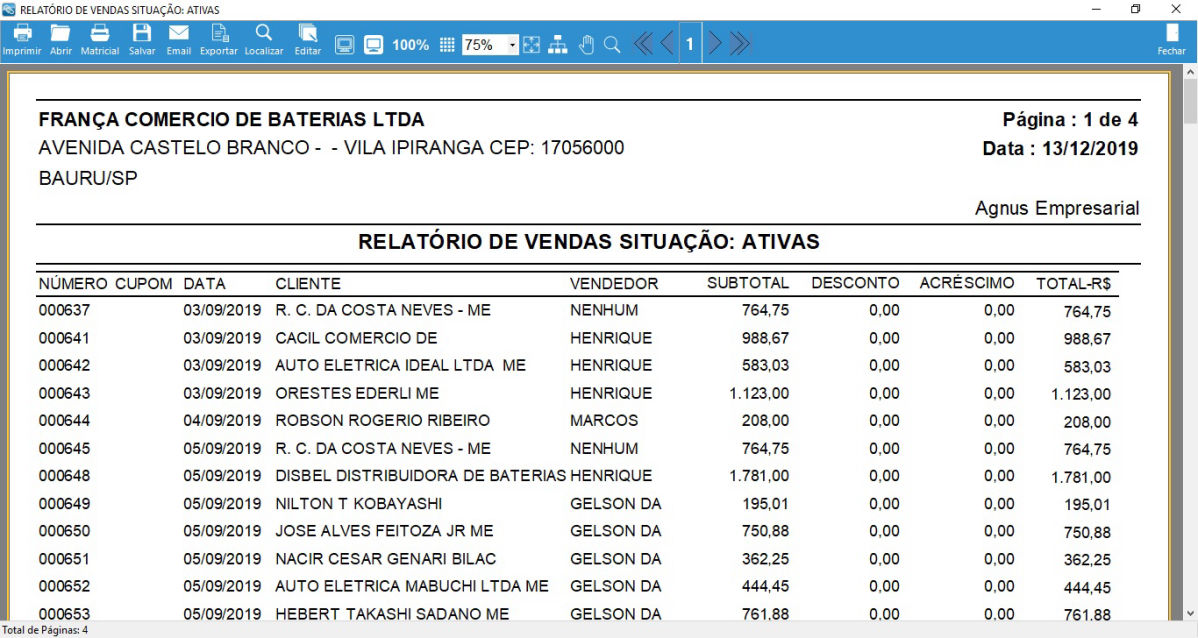 RELATÓRIO DE VENDAS SITUAÇÃO: ATIVAS
Imprimir Abrir Matricial Salvar Email Exportar Localizar Editar 100% 75% 1 Fechar
FRANÇA COMERCIO DE BATERIAS LTDA Página : 1 de 4
AVENIDA CASTELO BRANCO - - VILA IPIRANGA CEP: 17056000 Data : 13/12/2019
BAURU/SP
Agnus Empresarial
RELATÓRIO DE VENDAS SITUAÇÃO: ATIVAS
NÚMERO CUPOM DATA CLIENTE VENDEDOR SUBTOTAL DESCONTO ACRÉSCIMO TOTAL-R$
000637 03/09/2019 R. C. DA COSTA NEVES - ME NENHUM 764,75 0,00 0,00 764,75
000641 03/09/2019 CACIL COMERCIO DE HENRIQUE 988,67 0,00 0,00 988,67
000642 03/09/2019 AUTO ELETRICA IDEAL LTDA ME HENRIQUE 583,03 0,00 0,00 583,03
000643 03/09/2019 ORESTES EDERLI ME HENRIQUE 1.123,00 0,00 0,00 1.123,00
000644 04/09/2019 ROBSON ROGERIO RIBEIRO MARCOS 208,00 0,00 0,00 208,00
000645 05/09/2019 R. C. DA COSTA NEVES - ME NENHUM 764,75 0,00 0,00 764,75
000648 05/09/2019 DISBEL DISTRIBUIDORA DE BATERIAS HENRIQUE 1.781,00 0,00 0,00 1.781,00
000649 05/09/2019 NILTON T KOBAYASHI GELSON DA 195,01 0,00 0,00 195,01
000650 05/09/2019 JOSE ALVES FEITOZA JR ME GELSON DA 750,88 0,00 0,00 750,88
000651 05/09/2019 NACIR CESAR GENARI BILAC GELSON DA 362,25 0,00 0,00 362,25
000652 05/09/2019 AUTO ELETRICA MABUCHI LTDA ME GELSON DA 444,45 0,00 0,00 444,45
000653 05/09/2019 HEBERT TAKASHI SADANO ME GELSON DA 761,88 0,00 0,00 761,88
Total de Páginas: 4